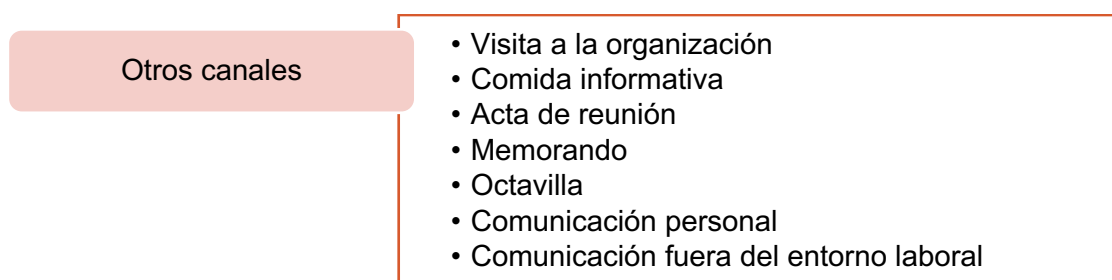 Otros canales
• Visita a la organización
• Comida informativa
• Acta de reunión
• Memorando
• Octavilla
• Comunicación personal
• Comunicación fuera del entorno laboral